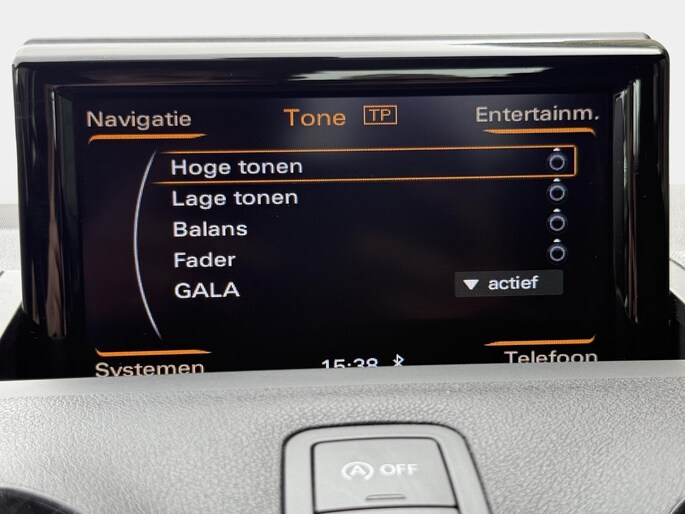 Navigatie Tone TP Entertainm.
Hoge tonen
Lage tonen
Balans
Fader
GALA actief
Systemen 15:38 Telefoon
A OFF